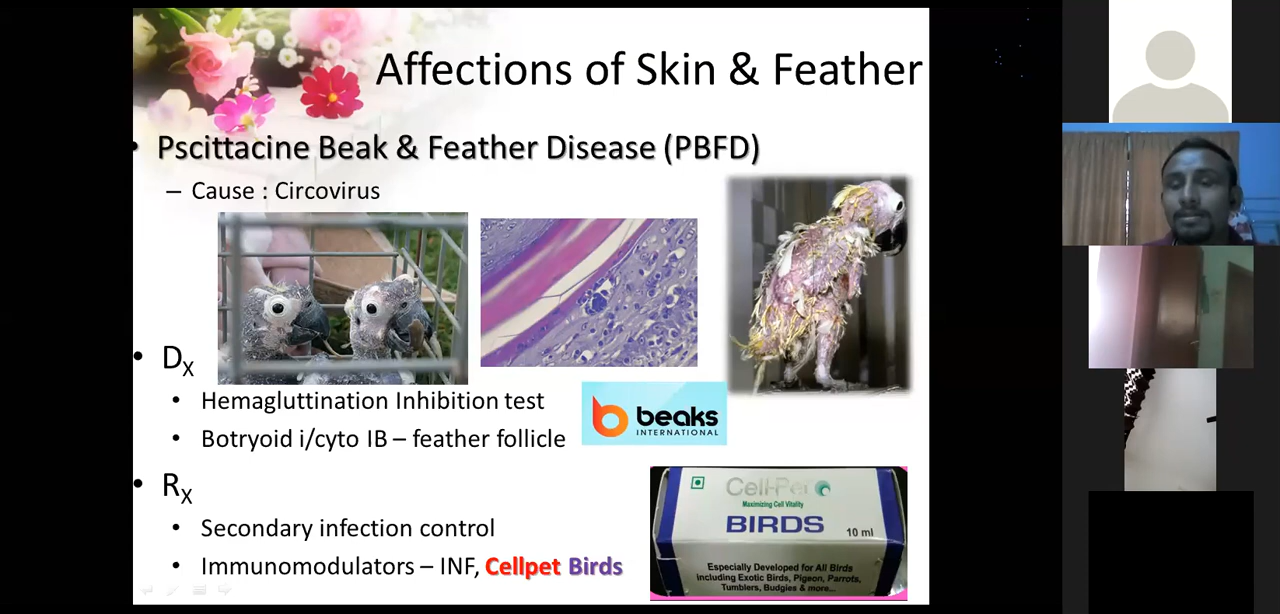 Affections of Skin & Feather
• Pscittacine Beak & Feather Disease (PBFD)
– Cause : Circovirus
• DX
• Hemagluttination Inhibition test
• Botryoid i/cyto IB – feather follicle
beaks
INTERNATIONAL
• RX
• Secondary infection control
• Immunomodulators – INF, Cellpet Birds
Cell-Pet
Maximizing Cell Vitality
BIRDS
10 ml
Especially Developed for All Birds
Including Exotic Birds, Pigeon, Parrots,
Tumblers, Budgies & more...